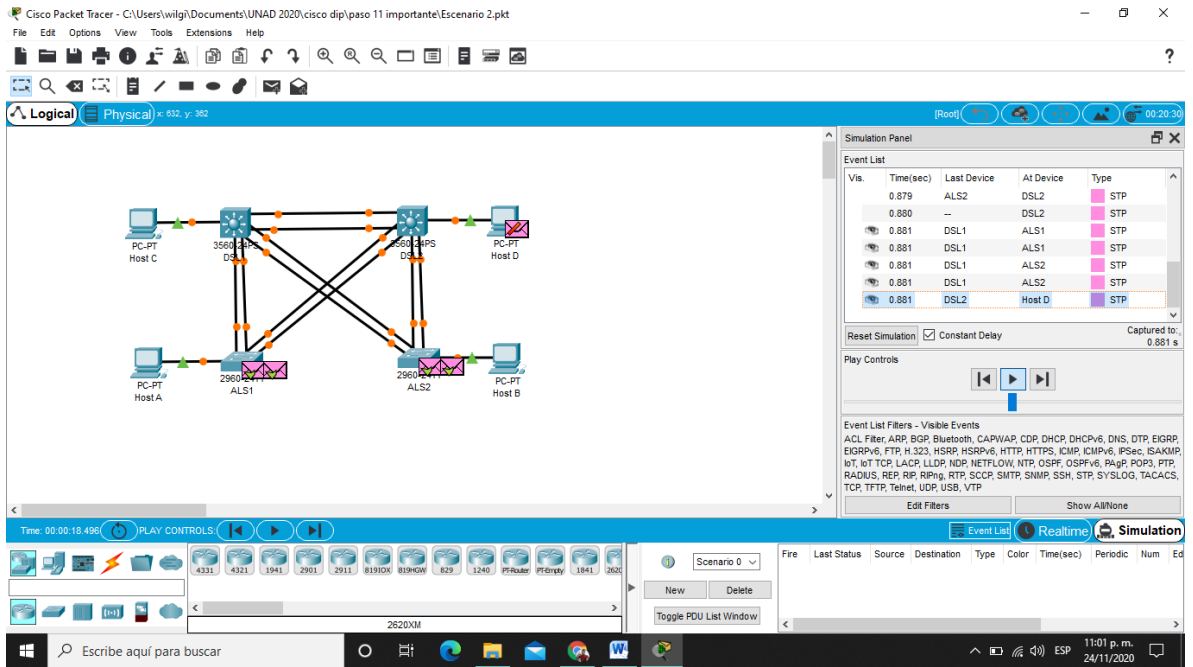 Cisco Packet Tracer - C:\Users\wilgi\Documents\UNAD 2020\cisco dip\paso 11 importante\Escenario 2.pkt
File Edit Options View Tools Extensions Help
?
Logical
Physical
x: 632, y: 362
[Root]
00:20:30
Simulation Panel
Event List
Vis. Time(sec) Last Device At Device Type
0.879 ALS2 DSL2 STP
0.880 -- DSL2 STP
0.881 DSL1 ALS1 STP
0.881 DSL1 ALS1 STP
0.881 DSL1 ALS2 STP
0.881 DSL1 ALS2 STP
0.881 DSL2 Host D STP
Reset Simulation Constant Delay
Captured to:
0.881 s
Play Controls
Event List Filters - Visible Events
ACL Filter, ARP, BGP, Bluetooth, CAPWAP, CDP, DHCP, DHCPv6, DNS, DTP, EIGRP,
EIGRPv6, FTP, H.323, HSRP, HSRPv6, HTTP, HTTPS, ICMP, ICMPv6, IPSec, ISAKMP,
IoT, IoT TCP, LACP, LLDP, NDP, NETFLOW, NTP, OSPF, OSPFv6, PAgP, POP3, PTP,
RADIUS, REP, RIP, RIPng, RTP, SCCP, SMTP, SNMP, SSH, STP, SYSLOG, TACACS,
TCP, TFTP, Telnet, UDP, USB, VTP
Edit Filters Show All/None
PC-PT
Host C
3560-24PS
PC-PT
Host D
PC-PT
Host A
ALS1
ALS2
PC-PT
Host B
Time: 00:00:18.496
PLAY CONTROLS:
Event List
Realtime
Simulation
4331 4321 1941 2901 2911 819IOX 819HGW 829 1240 PT-Router PT-Empty 1841
2620XM
Scenario 0
New Delete
Toggle PDU List Window
Fire Last Status Source Destination Type Color Time(sec) Periodic Num Ed
Escribe aquí para buscar
ESP
11:01 p. m.
24/11/2020